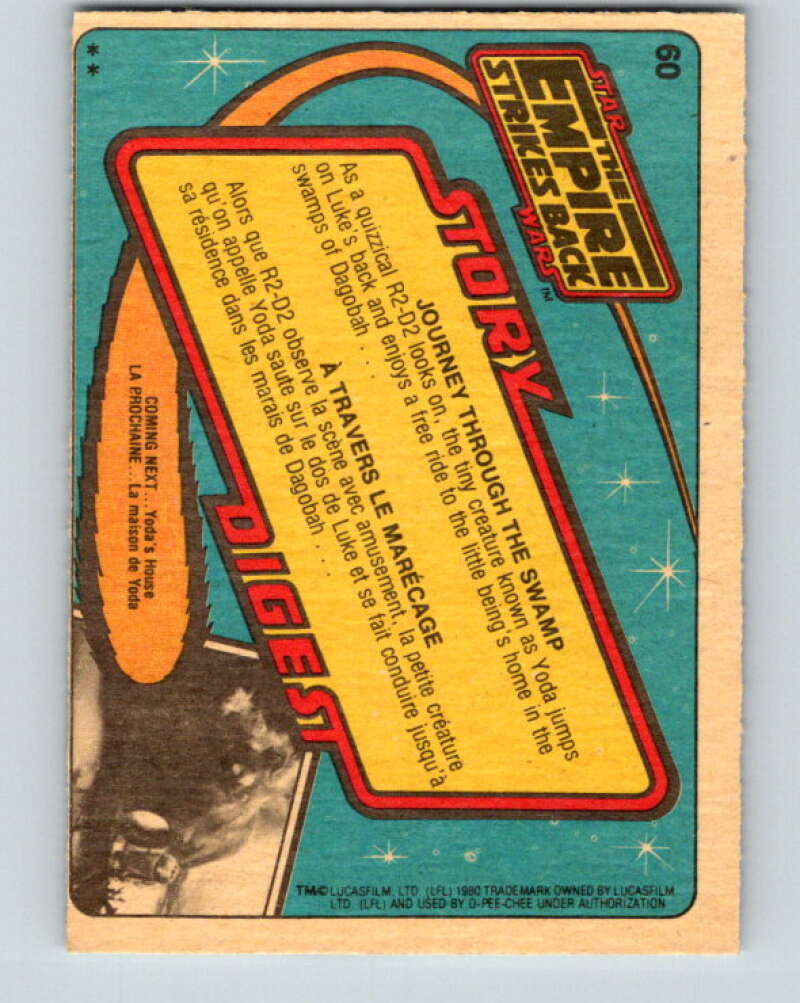 60
STAR
THE
EMPIRE
STRIKES BACK
WARS™
STORY
JOURNEY THROUGH THE SWAMP
As a quizzical R2-D2 looks on, the tiny creature known as Yoda jumps
on Luke's back and enjoys a free ride to the little being's home in the
swamps of Dagobah . . .
À TRAVERS LE MARÉCAGE
Alors que R2-D2 observe la scène avec amusement, la petite créature
qu'on appelle Yoda saute sur le dos de Luke et se fait conduire jusqu'à
sa résidence dans les marais de Dagobah . . .
DIGEST
COMING NEXT...Yoda's House
LA PROCHAINE... La maison de Yoda
TM© LUCASFILM, LTD. (LFL) 1980 TRADEMARK OWNED BY LUCASFILM
LTD. (LFL) AND USED BY O-PEE-CHEE UNDER AUTHORIZATION
**